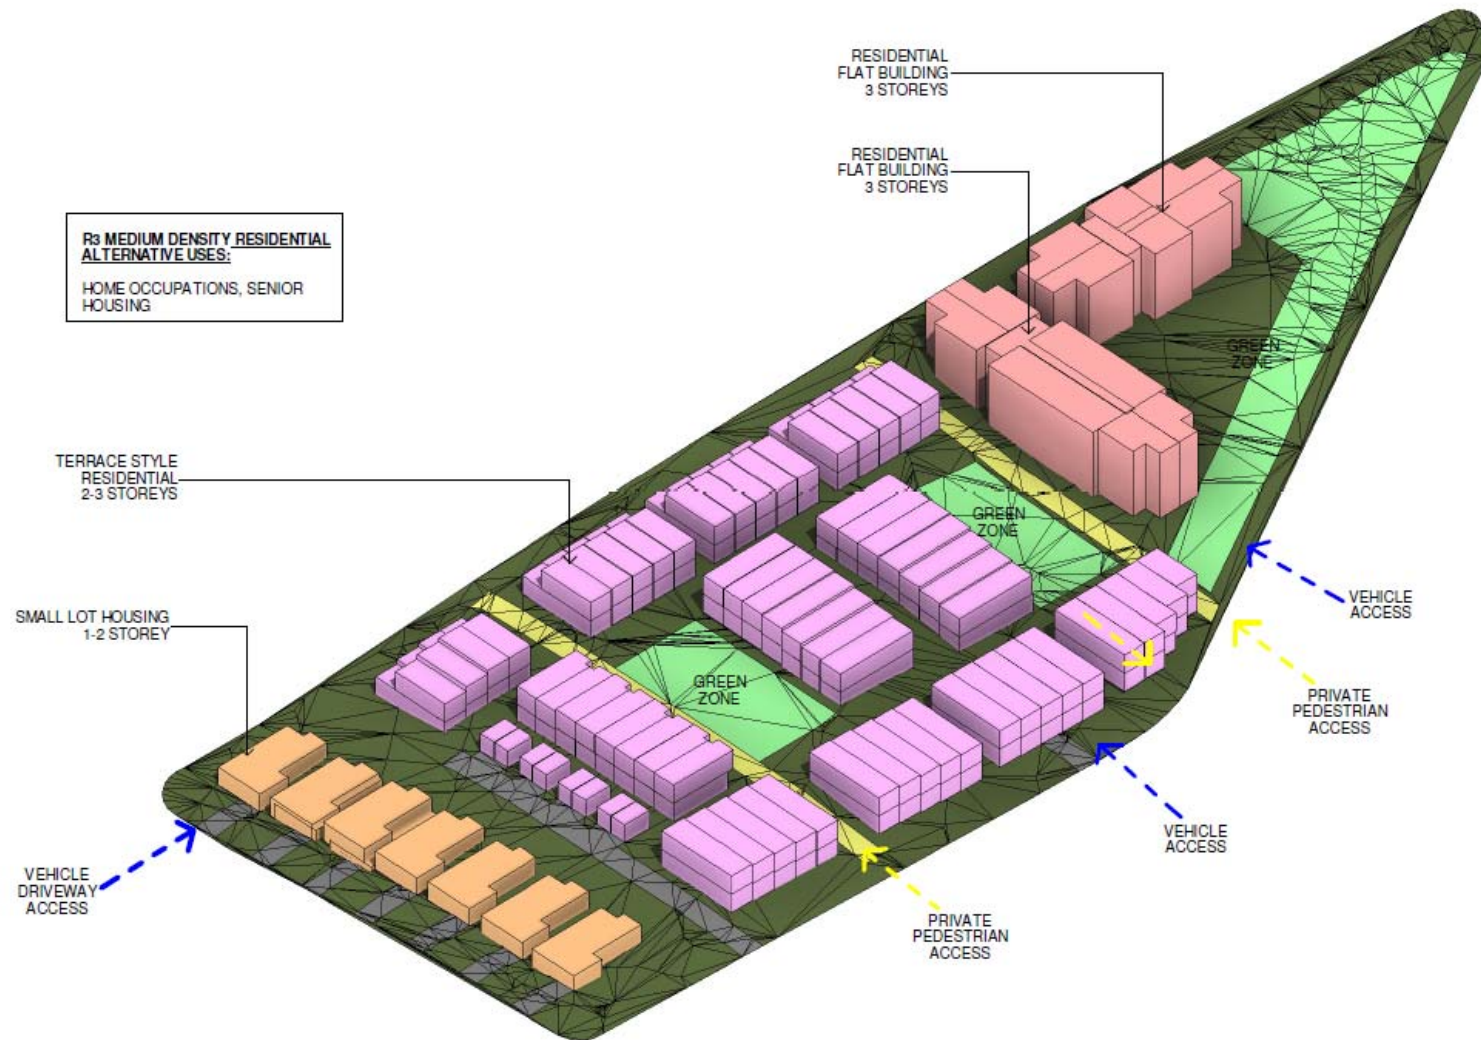 RESIDENTIAL
FLAT BUILDING
3 STOREYS
RESIDENTIAL
FLAT BUILDING
3 STOREYS
R3 MEDIUM DENSITY RESIDENTIAL
ALTERNATIVE USES:
HOME OCCUPATIONS, SENIOR
HOUSING
GREEN
ZONE
TERRACE STYLE
RESIDENTIAL
2-3 STOREYS
GREEN
ZONE
VEHICLE
ACCESS
SMALL LOT HOUSING
1-2 STOREY
GREEN
ZONE
PRIVATE
PEDESTRIAN
ACCESS
VEHICLE
ACCESS
VEHICLE
DRIVEWAY
ACCESS
PRIVATE
PEDESTRIAN
ACCESS